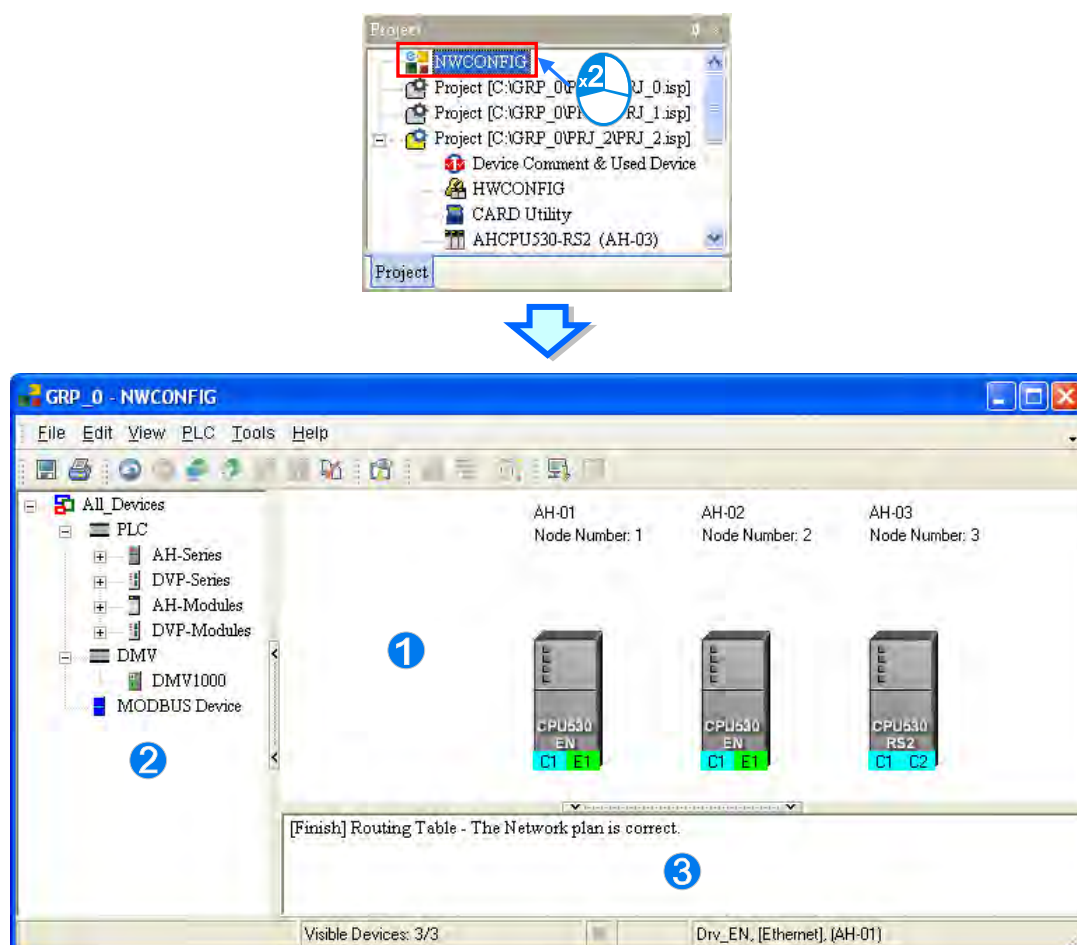 Project
NWCONFIG
x2
Project [C:\GRP_0\P RJ_0.isp]
Project [C:\GRP_0\P RJ_1.isp]
Project [C:\GRP_0\PRJ_2\PRJ_2.isp]
Device Comment & Used Device
HWCONFIG
CARD Utility
AHCPU530-RS2 (AH-03)
Project
GRP_0 - NWCONFIG
File Edit View PLC Tools Help
All_Devices
PLC
AH-Series
DVP-Series
AH-Modules
DVP-Modules
DMV
DMV1000
MODBUS Device
2
1
AH-01 AH-02 AH-03
Node Number: 1 Node Number: 2 Node Number: 3
CPU530 CPU530 CPU530
EN EN RS2
C1 E1 C1 E1 C1 C2
[Finish] Routing Table - The Network plan is correct.
3
Visible Devices: 3/3 Drv_EN, [Ethernet], (AH-01)